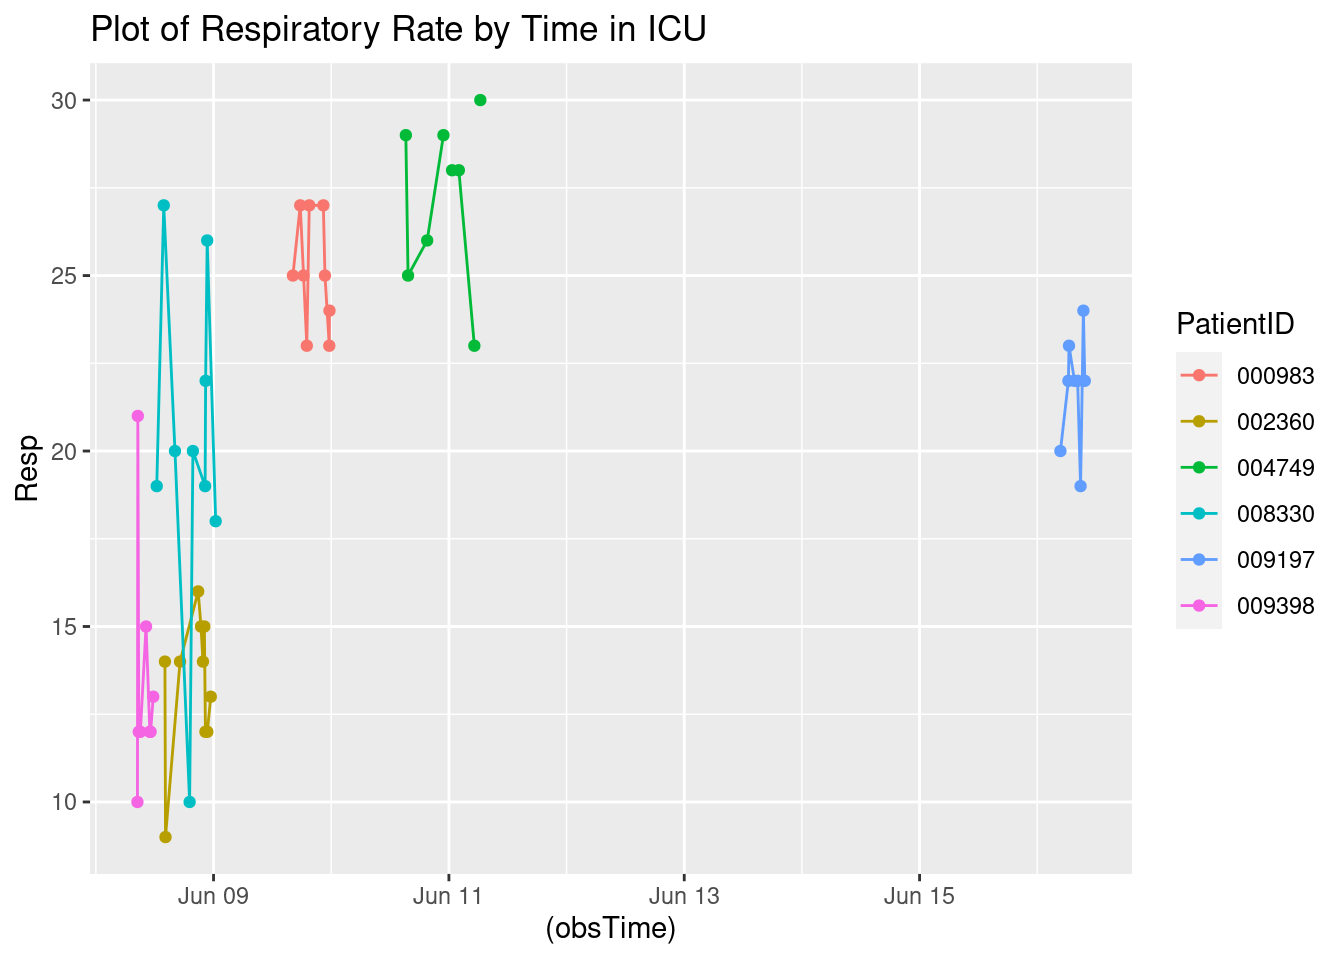 Plot of Respiratory Rate by Time in ICU
30
25
20
15
10
Resp
Jun 09 Jun 11 Jun 13 Jun 15
(obsTime)
PatientID
000983
002360
004749
008330
009197
009398